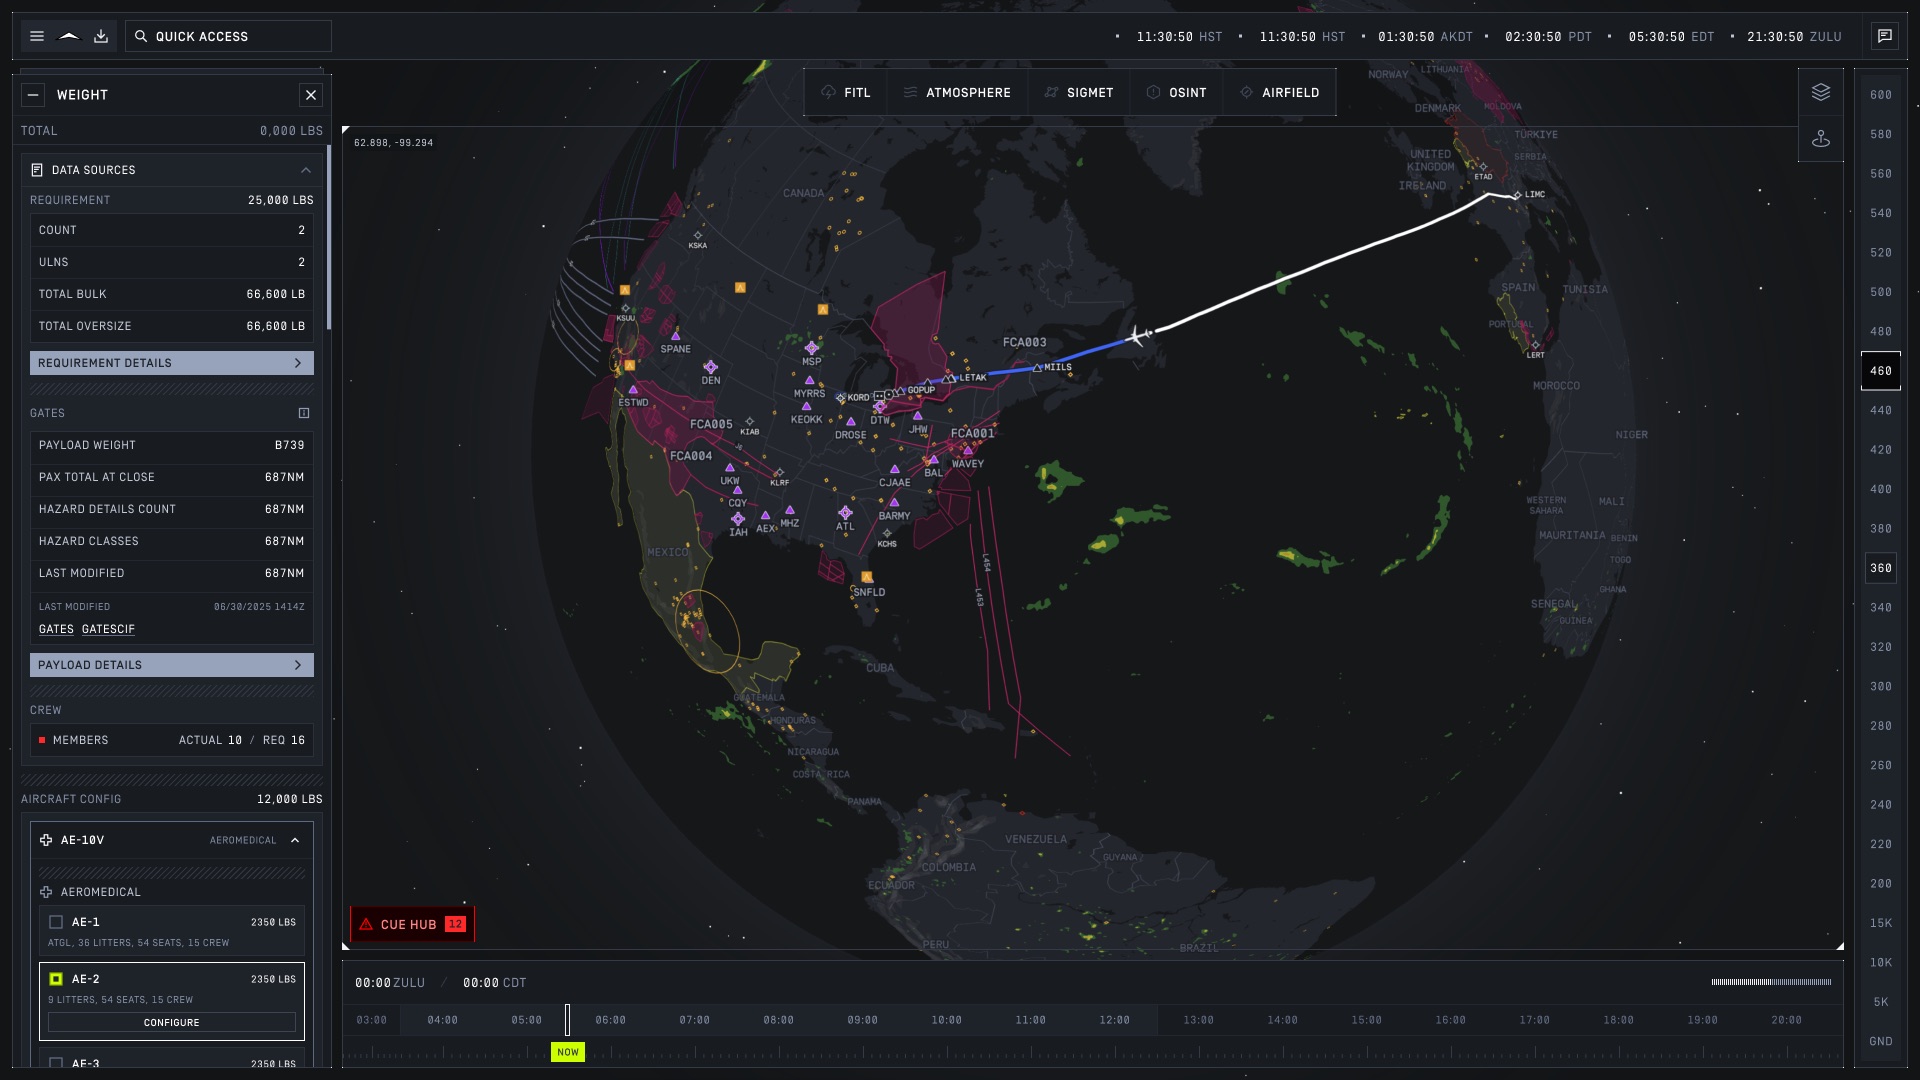 QUICK ACCESS
11:30:50 HST
11:30:50 HST
01:30:50 AKDT
02:30:50 PDT
05:30:50 EDT
21:30:50 ZULU
WEIGHT
TOTAL 0,000 LBS
DATA SOURCES
REQUIREMENT 25,000 LBS
COUNT 2
ULNS 2
TOTAL BULK 66,600 LB
TOTAL OVERSIZE 66,600 LB
REQUIREMENT DETAILS
GATES
PAYLOAD WEIGHT B739
PAX TOTAL AT CLOSE 687NM
HAZARD DETAILS COUNT 687NM
HAZARD CLASSES 687NM
LAST MODIFIED 687NM
LAST MODIFIED 06/30/2025 1414Z
GATES GATESCIF
PAYLOAD DETAILS
CREW
MEMBERS ACTUAL 10 / REQ 16
AIRCRAFT CONFIG 12,000 LBS
AE-10V AEROMEDICAL
AEROMEDICAL
AE-1 2350 LBS
ATGL, 36 LITTERS, 54 SEATS, 15 CREW
AE-2 2350 LBS
9 LITTERS, 54 SEATS, 15 CREW
CONFIGURE
AE-3 2350 LBS
FITL
ATMOSPHERE
SIGMET
OSINT
AIRFIELD
62.898, -99.294
NORWAY
LITHUANIA
DENMARK
MOLDOVA
TÜRKIYE
UNITED
KINGDOM
SERBIA
IRELAND
ETAD
LIMC
CANADA
KSKA
SPAIN
TUNISIA
PORTUGAL
LERT
MOROCCO
NIGER
WESTERN
SAHARA
MALI
MAURITANIA
BENIN
TOGO
GHANA
SENEGAL
GUINEA
KSUU
SPANE
MSP
DEN
MYRRS
ESTWD
KEOKK
KORD
GOPUP
LETAK
FCA003
MIILS
FCA005
KIAB
DROSE
DTW
JHW
FCA001
FCA004
UKW
KLRF
CJAAE
BAL
WAVEY
CQY
IAH
AEX
MHZ
ATL
BARMY
KCHS
MEXICO
L454
L453
SNFLD
CUBA
GUATEMALA
HONDURAS
NICARAGUA
COSTA RICA
PANAMA
VENEZUELA
GUYANA
COLOMBIA
ECUADOR
PERU
BRAZIL
CUE HUB 12
00:00 ZULU / 00:00 CDT
03:00 04:00 05:00 06:00 07:00 08:00 09:00 10:00 11:00 12:00 13:00 14:00 15:00 16:00 17:00 18:00 19:00 20:00
NOW
600
580
560
540
520
500
480
460
440
420
400
380
360
340
320
300
280
260
240
220
200
15K
10K
5K
GND